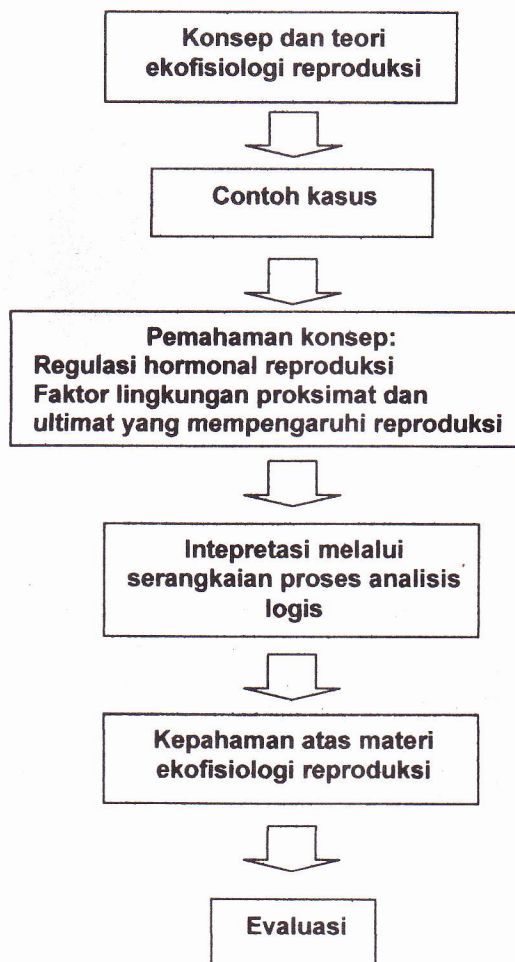 Konsep dan teori
ekofisiologi reproduksi
Contoh kasus
Pemahaman konsep:
Regulasi hormonal reproduksi
Faktor lingkungan proksimat dan
ultimat yang mempengaruhi reproduksi
Intepretasi melalui
serangkaian proses analisis
logis
Kepahaman atas materi
ekofisiologi reproduksi
Evaluasi